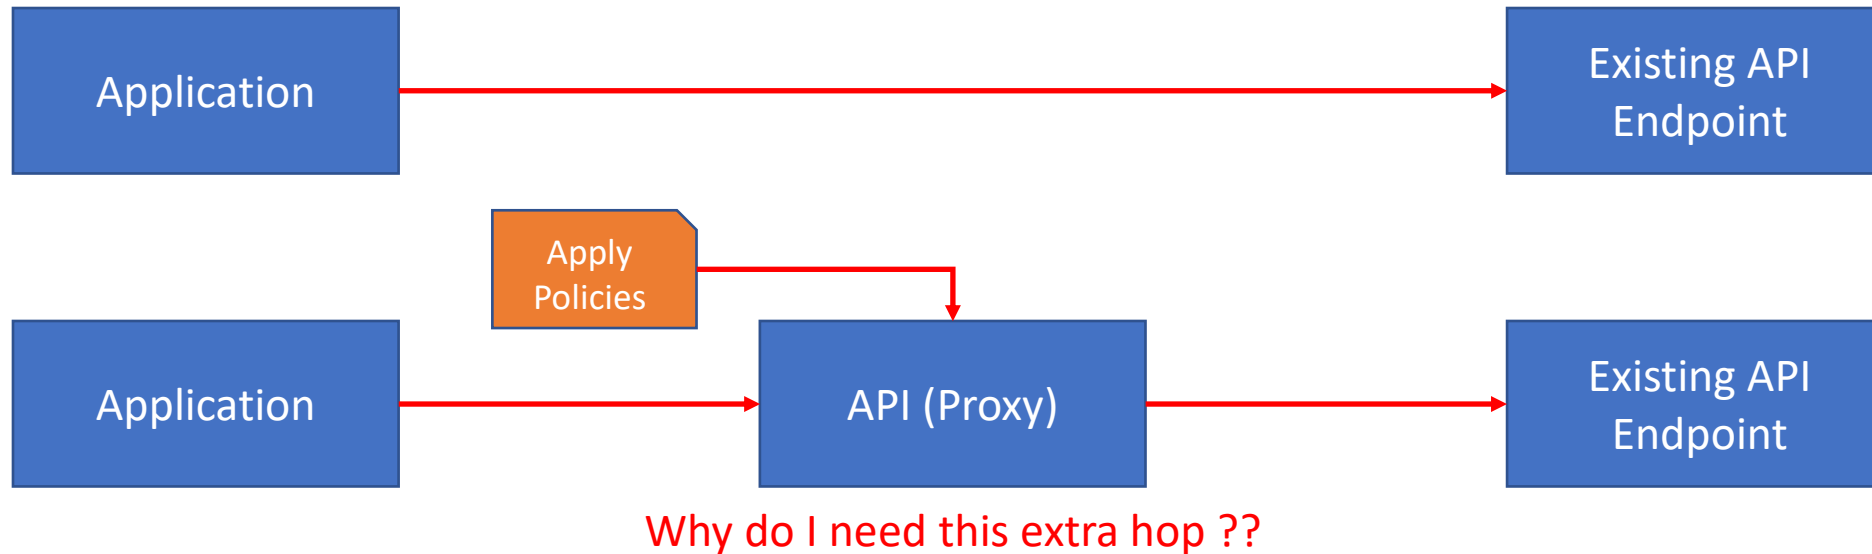 Application
Existing API
Endpoint
Apply
Policies
Application
API (Proxy)
Existing API
Endpoint
Why do I need this extra hop ??